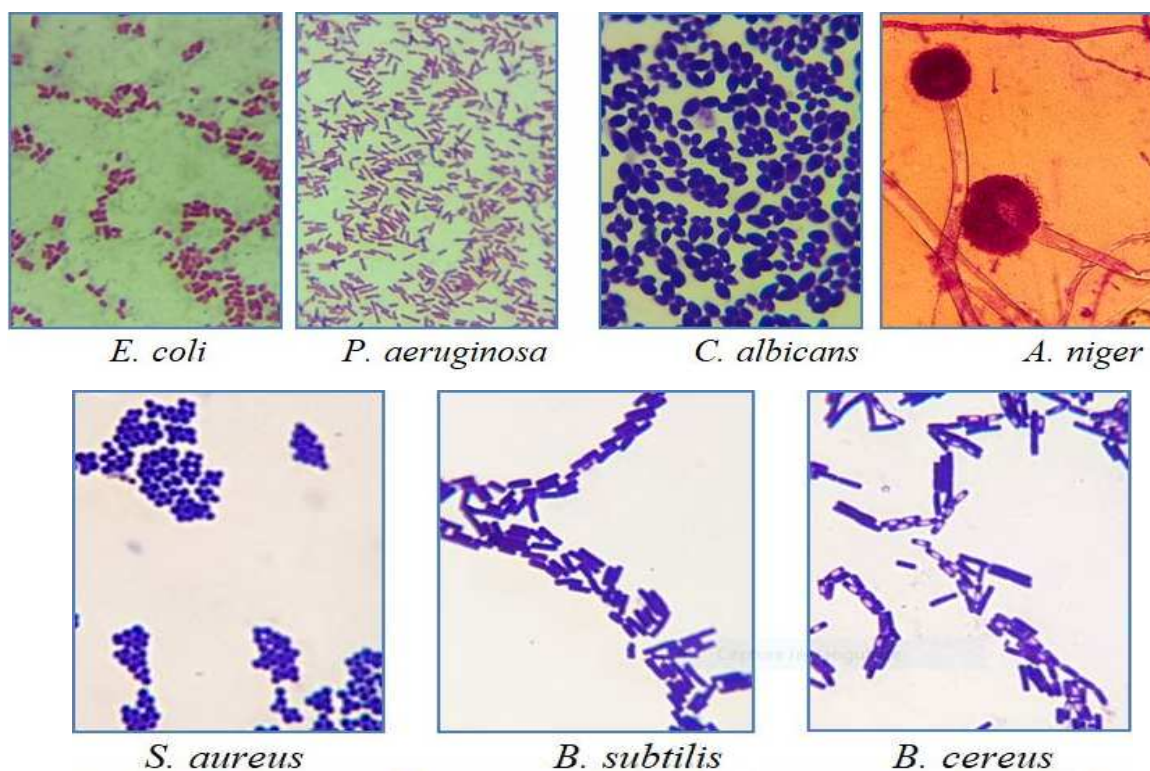 E. coli
P. aeruginosa
C. albicans
A. niger
S. aureus
B. subtilis
B. cereus